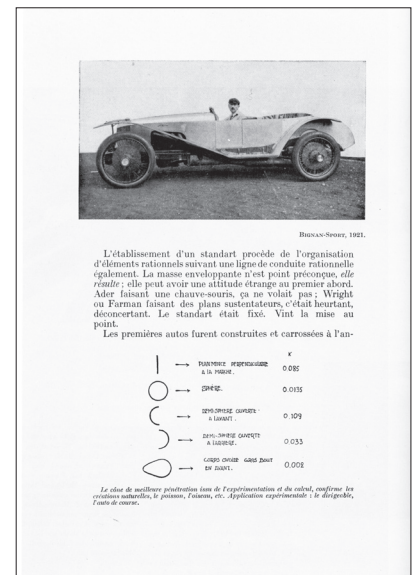 BIGNAN-SPORT, 1921.
L'établissement d'un standart procède de l'organisation
d'éléments rationnels suivant une ligne de conduite rationnelle
également. La masse enveloppante n'est point préconçue, elle
résulte ; elle peut avoir une attitude étrange au premier abord.
Ader faisant une chauve-souris, ça ne volait pas ; Wright
ou Farman faisant des plans sustentateurs, c'était heurtant,
déconcertant. Le standart était fixé. Vint la mise au
point.
Les premières autos furent construites et carrossées à l'an-
K
PLAN MINCE PERPENDICULAIRE
A LA MARCHE.
0.085
SPHÈRE.
0.0135
DEMI-SPHÈRE OUVERTE
A L'AVANT.
0.109
DEMI-SPHÈRE OUVERTE
A L'ARRIÈRE.
0.033
CORPS OVOÏDE GROS BOUT
EN AVANT.
0.002
Le cône de meilleure pénétration issu de l'expérimentation et du calcul, confirme les
créations naturelles, le poisson, l'oiseau, etc. Application expérimentale : le dirigeable,
l'auto de course.